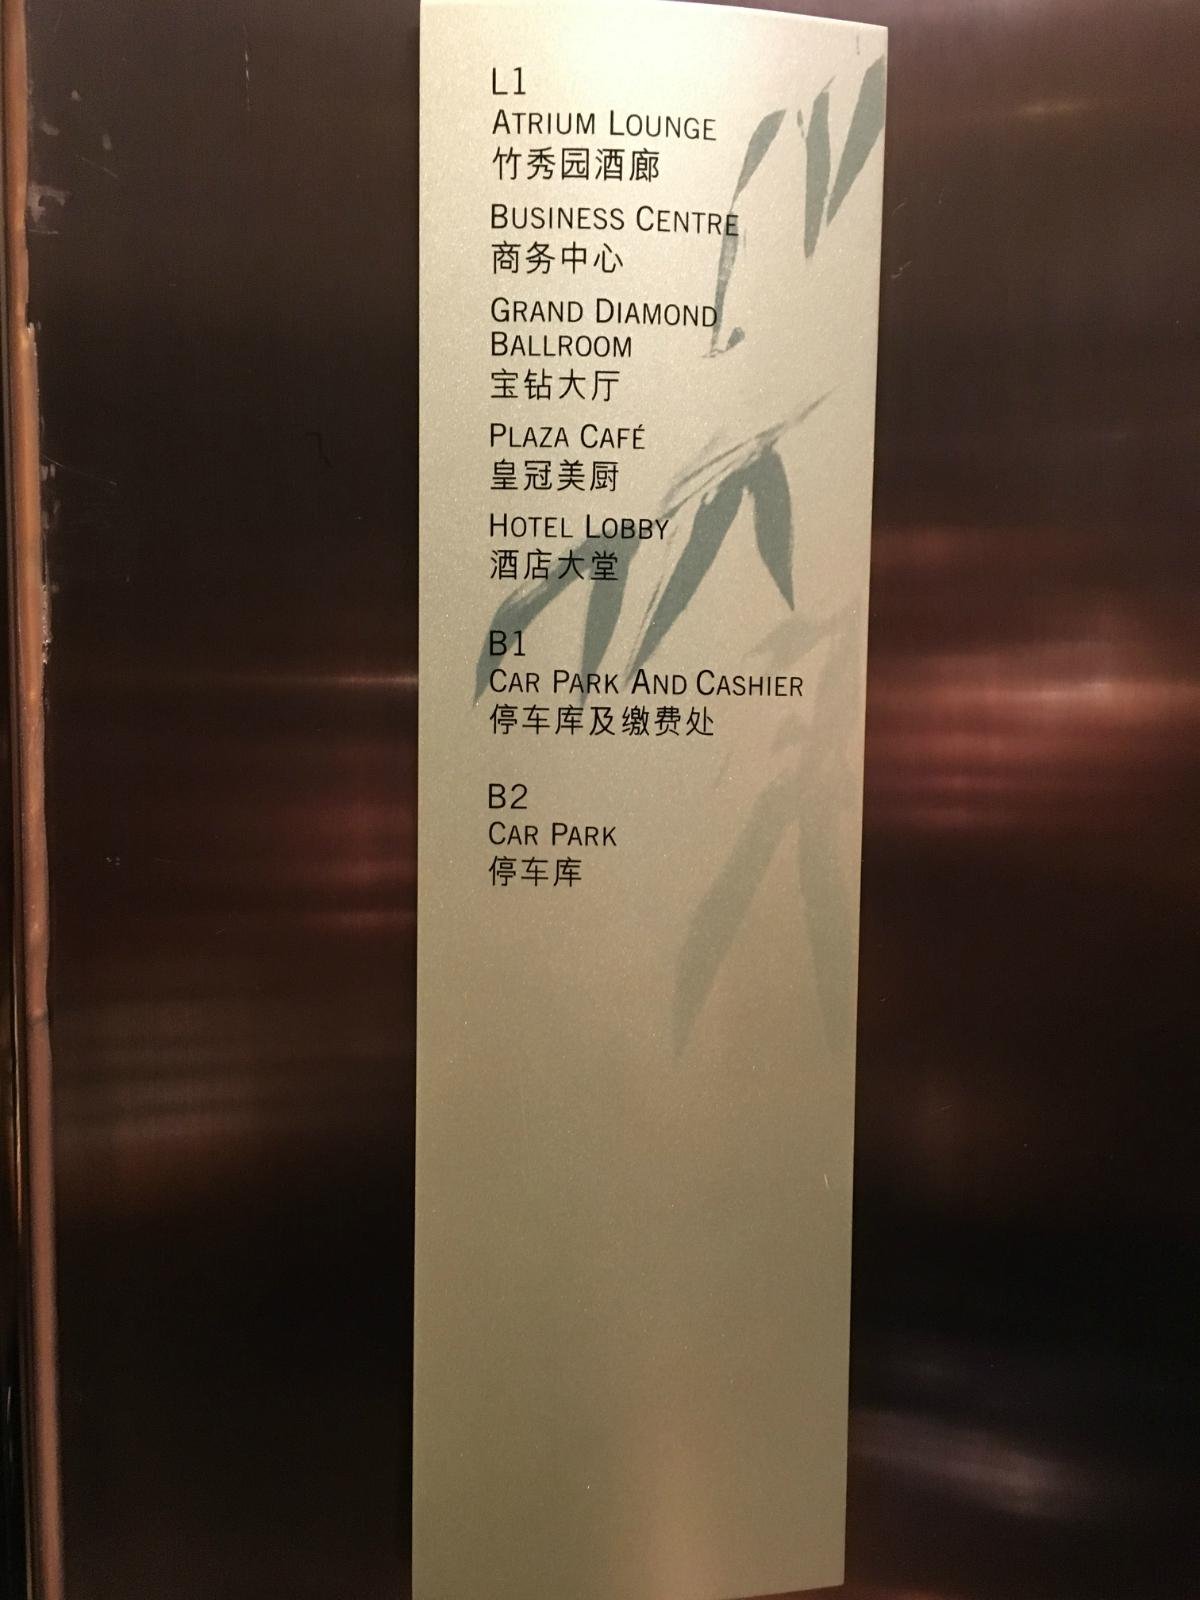 L1
ATRIUM LOUNGE
竹秀园酒廊
BUSINESS CENTRE
商务中心
GRAND DIAMOND
BALLROOM
宝钻大厅
PLAZA CAFÉ
皇冠美厨
HOTEL LOBBY
酒店大堂
B1
CAR PARK AND CASHIER
停车库及缴费处
B2
CAR PARK
停车库